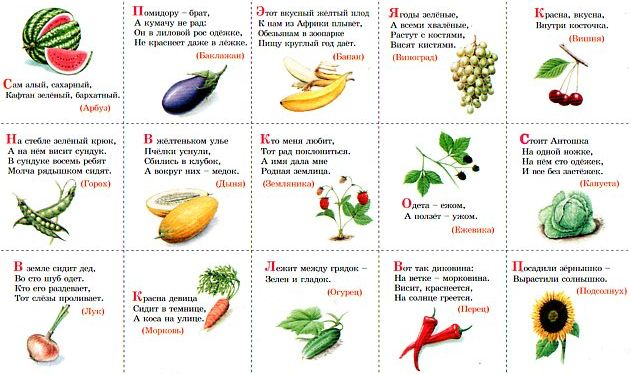 Сам алый, сахарный,
Кафтан зелёный, бархатный.
(Арбуз)
Помидору – брат,
А кумачу не рад:
Он в лиловой рос одёжке,
Не краснеет даже в лёжке.
(Баклажан)
Этот вкусный жёлтый плод
К нам из Африки плывёт,
Обезьянам в зоопарке
Пищу круглый год даёт.
(Банан)
Ягоды зелёные,
А всеми хвалёные,
Растут с костями,
Висят кистями.
(Виноград)
Красна, вкусна,
Внутри косточка.
(Вишня)
На стебле зелёный крюк,
А на нём висит сундук.
В сундуке восемь ребят
Молча рядышком сидят.
(Горох)
В жёлтеньком улье
Пчёлки уснули,
Сбились в клубок,
А вокруг них – медок.
(Дыня)
Кто меня любит,
Тот рад поклониться.
А имя дала мне
Родная землица.
(Земляника)
Одета – ежом,
А ползёт – ужом.
(Ежевика)
Стоит Антошка
На одной ножке,
На нём сто одёжек,
И все без застёжек.
(Капуста)
В земле сидит дед,
Во сто шуб одет.
Кто его раздевает,
Тот слёзы проливает.
(Лук)
Красна девица
Сидит в темнице,
А коса на улице.
(Морковь)
Лежит между грядок –
Зелен и гладок.
(Огурец)
Вот так диковина:
На ветке – морковина.
Висит, краснеется,
На солнце греется.
(Перец)
Посадили зёрнышко –
Вырастили солнышко.
(Подсолнух)